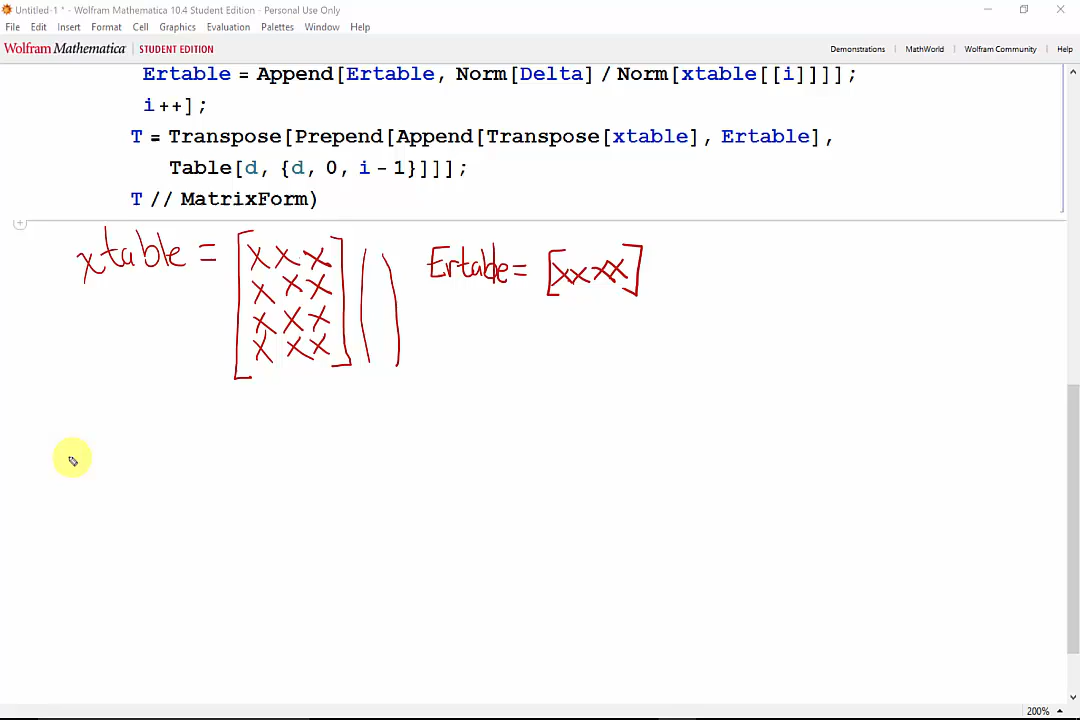 Untitled-1 * - Wolfram Mathematica 10.4 Student Edition - Personal Use Only
File Edit Insert Format Cell Graphics Evaluation Palettes Window Help
Wolfram Mathematica | STUDENT EDITION Demonstrations | MathWorld | Wolfram Community | Help
Ertable = Append[Ertable, Norm[Delta] / Norm[xtable[[i]]]];
i++];
T = Transpose[Prepend[Append[Transpose[xtable], Ertable],
Table[d, {d, 0, i - 1}]]];
T // MatrixForm)
xtable = [x x x Ertable = [xxxx]
x x x
x x x
x x x]
200%